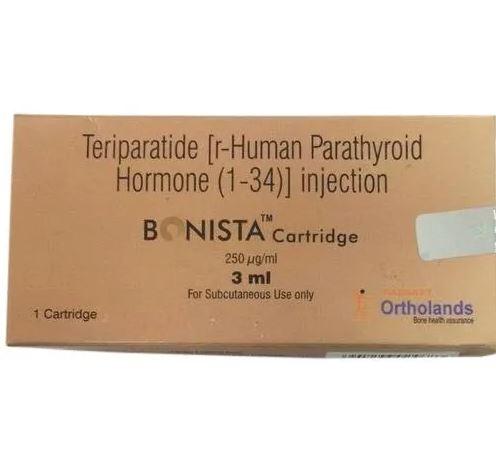 Teriparatide [r-Human Parathyroid
Hormone (1-34)] injection
BONISTA™ Cartridge
250 µg/ml
3 ml
For Subcutaneous Use only
1 Cartridge
Ortholands
Bone health assurance